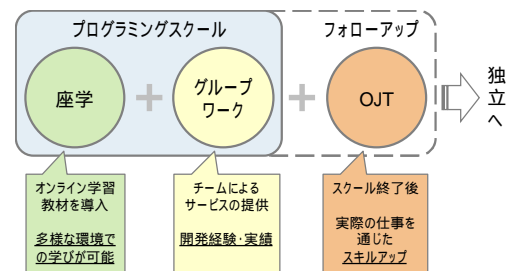 プログラミングスクール
フォローアップ
座学
グループ
ワーク
OJT
独
立
へ
オンライン学習
教材を導入
多様な環境で
の学びが可能
チームによる
サービスの提供
開発経験・実績
スクール終了後
実際の仕事を
通じた
スキルアップ